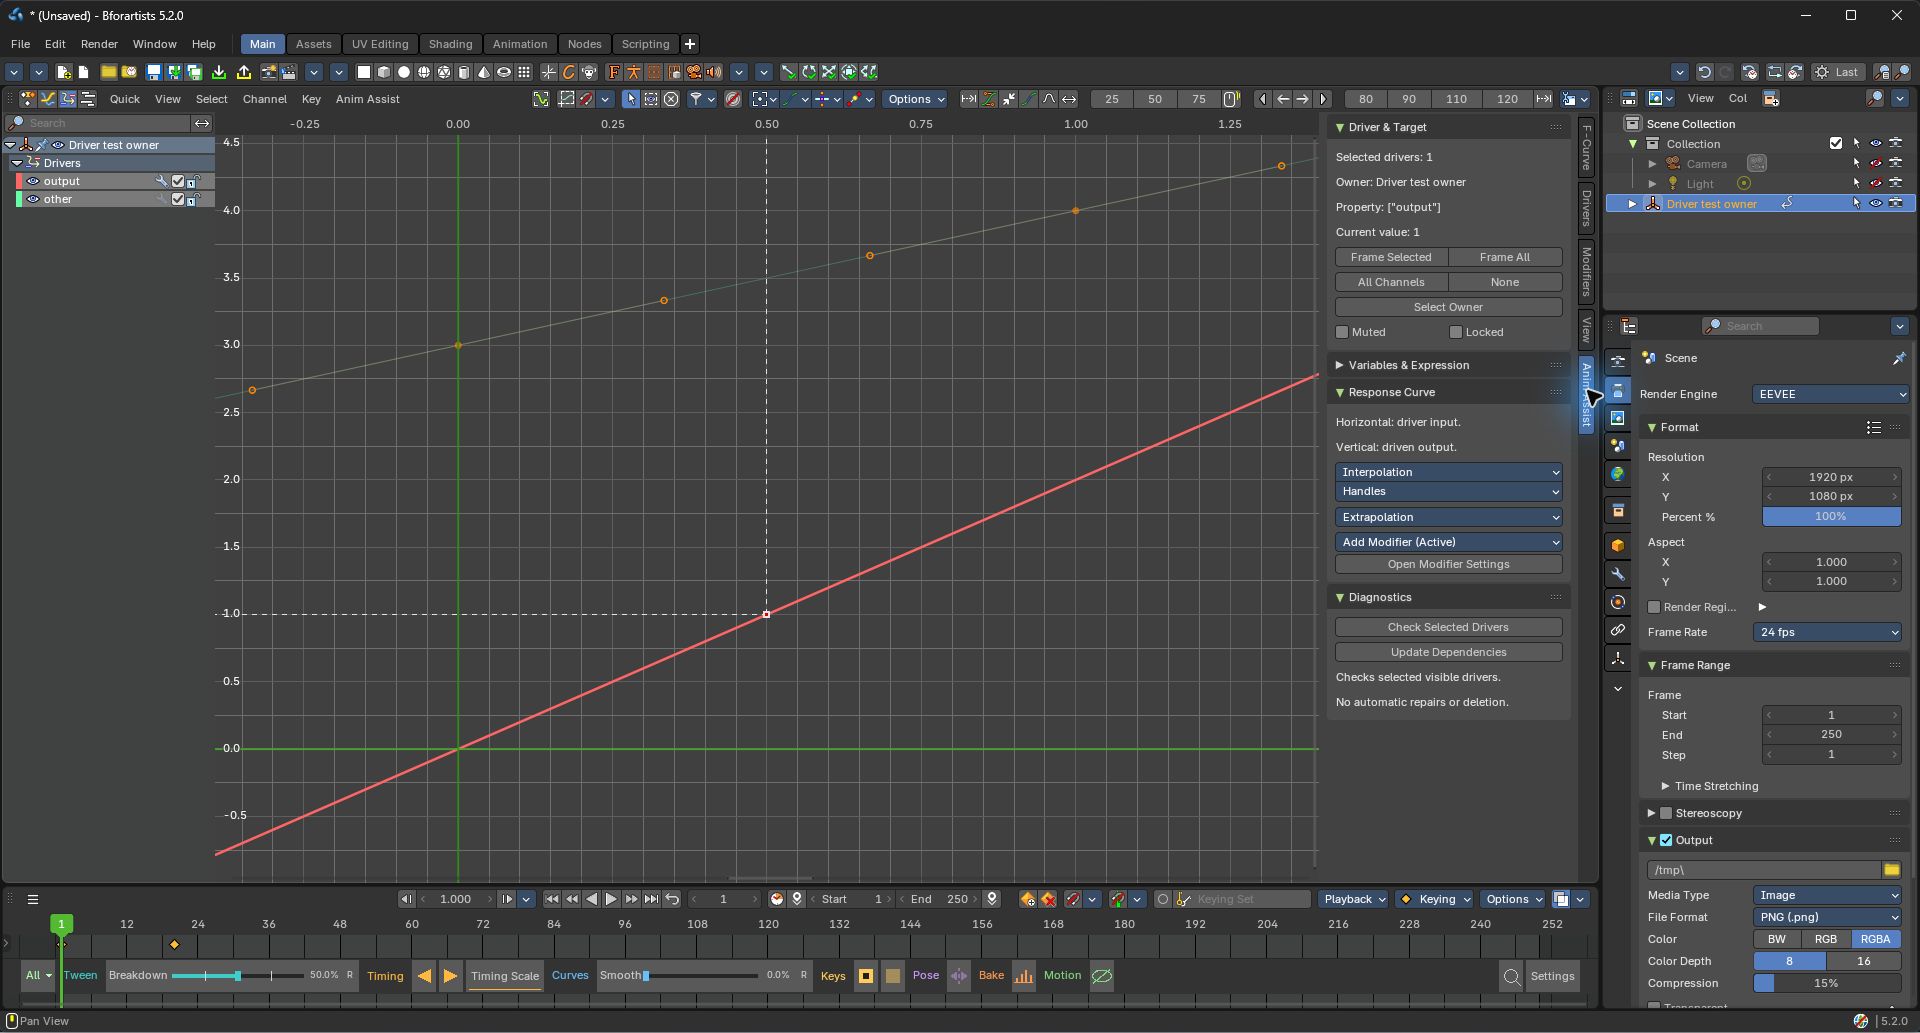 * (Unsaved) - Bforartists 5.2.0
File Edit Render Window Help Main Assets UV Editing Shading Animation Nodes Scripting
Last
Quick View Select Channel Key Anim Assist Options 25 50 75 80 90 110 120
Search
-0.25 0.00 0.25 0.50 0.75 1.00 1.25
Driver test owner
Drivers
output
other
4.5
4.0
3.5
3.0
2.5
2.0
1.5
1.0
0.5
0.0
-0.5
Driver & Target
Selected drivers: 1
Owner: Driver test owner
Property: ["output"]
Current value: 1
Frame Selected Frame All
All Channels None
Select Owner
Muted Locked
Variables & Expression
Response Curve
Horizontal: driver input.
Vertical: driven output.
Interpolation
Handles
Extrapolation
Add Modifier (Active)
Open Modifier Settings
Diagnostics
Check Selected Drivers
Update Dependencies
Checks selected visible drivers.
No automatic repairs or deletion.
F-Curve
Drivers
Modifiers
View
View Col
Scene Collection
Collection
Camera
Light
Driver test owner
Search
Scene
Render Engine EEVEE
Format
Resolution
X 1920 px
Y 1080 px
Percent % 100%
Aspect
X 1.000
Y 1.000
Render Regi...
Frame Rate 24 fps
Frame Range
Frame
Start 1
End 250
Step 1
Time Stretching
Stereoscopy
Output
/tmp\
Media Type Image
File Format PNG (.png)
Color BW RGB RGBA
Color Depth 8 16
Compression 15%
1.000 1 Start 1 End 250 Keying Set Playback Keying Options
1 12 24 36 48 60 72 84 96 108 120 132 144 156 168 180 192 204 216 228 240 252
All Tween Breakdown 50.0% R Timing Timing Scale Curves Smooth 0.0% R Keys Pose Bake Motion Settings
Pan View
5.2.0